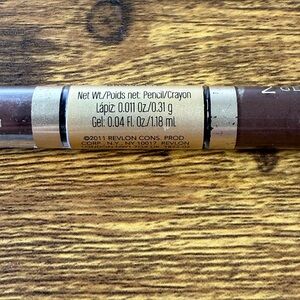 Net Wt./Poids net: Pencil/Crayon
Lápiz: 0.011 Oz/0.31 g
Gel: 0.04 Fl. Oz./1.18 mL
©2011 REVLON CONS. PROD.
CORP., N.Y., NY 10017, REVLON